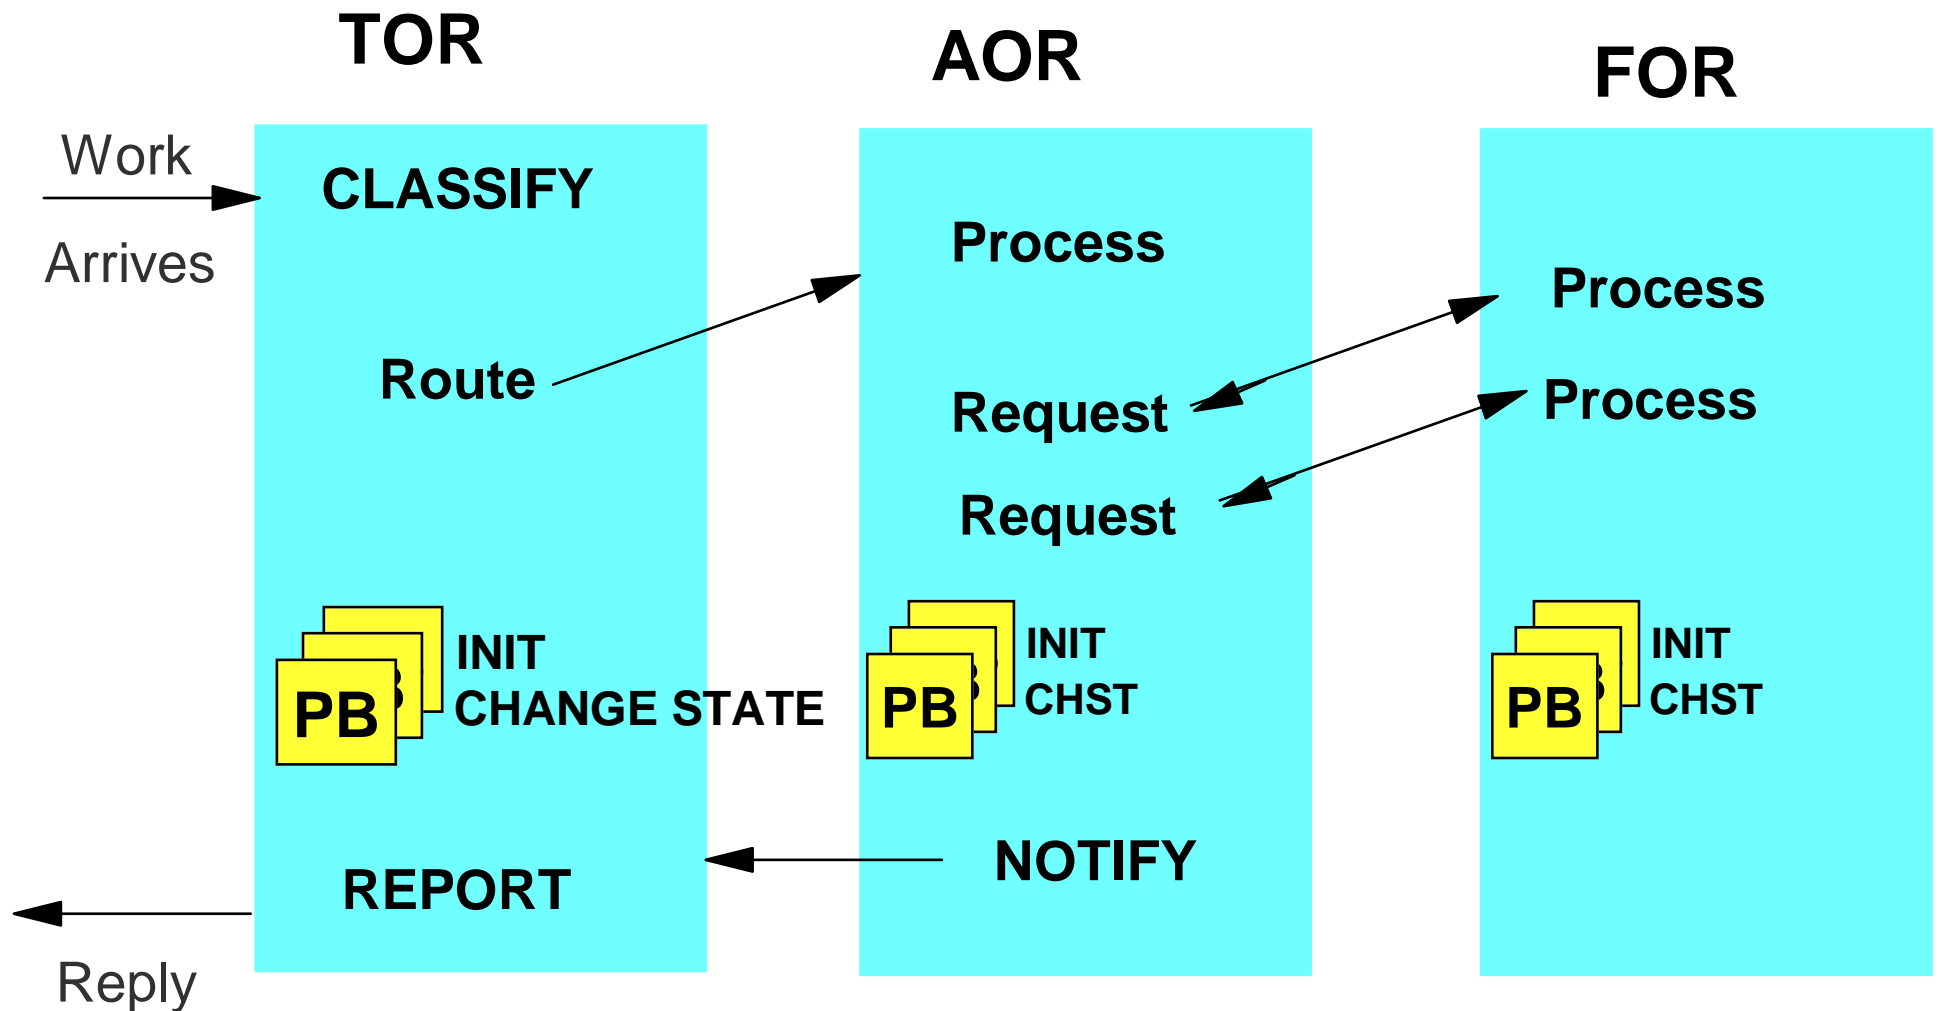 TOR
AOR
FOR
Work
Arrives
CLASSIFY
Route
PB
INIT
CHANGE STATE
REPORT
Reply
Process
Request
Request
PB
INIT
CHST
NOTIFY
Process
Process
PB
INIT
CHST